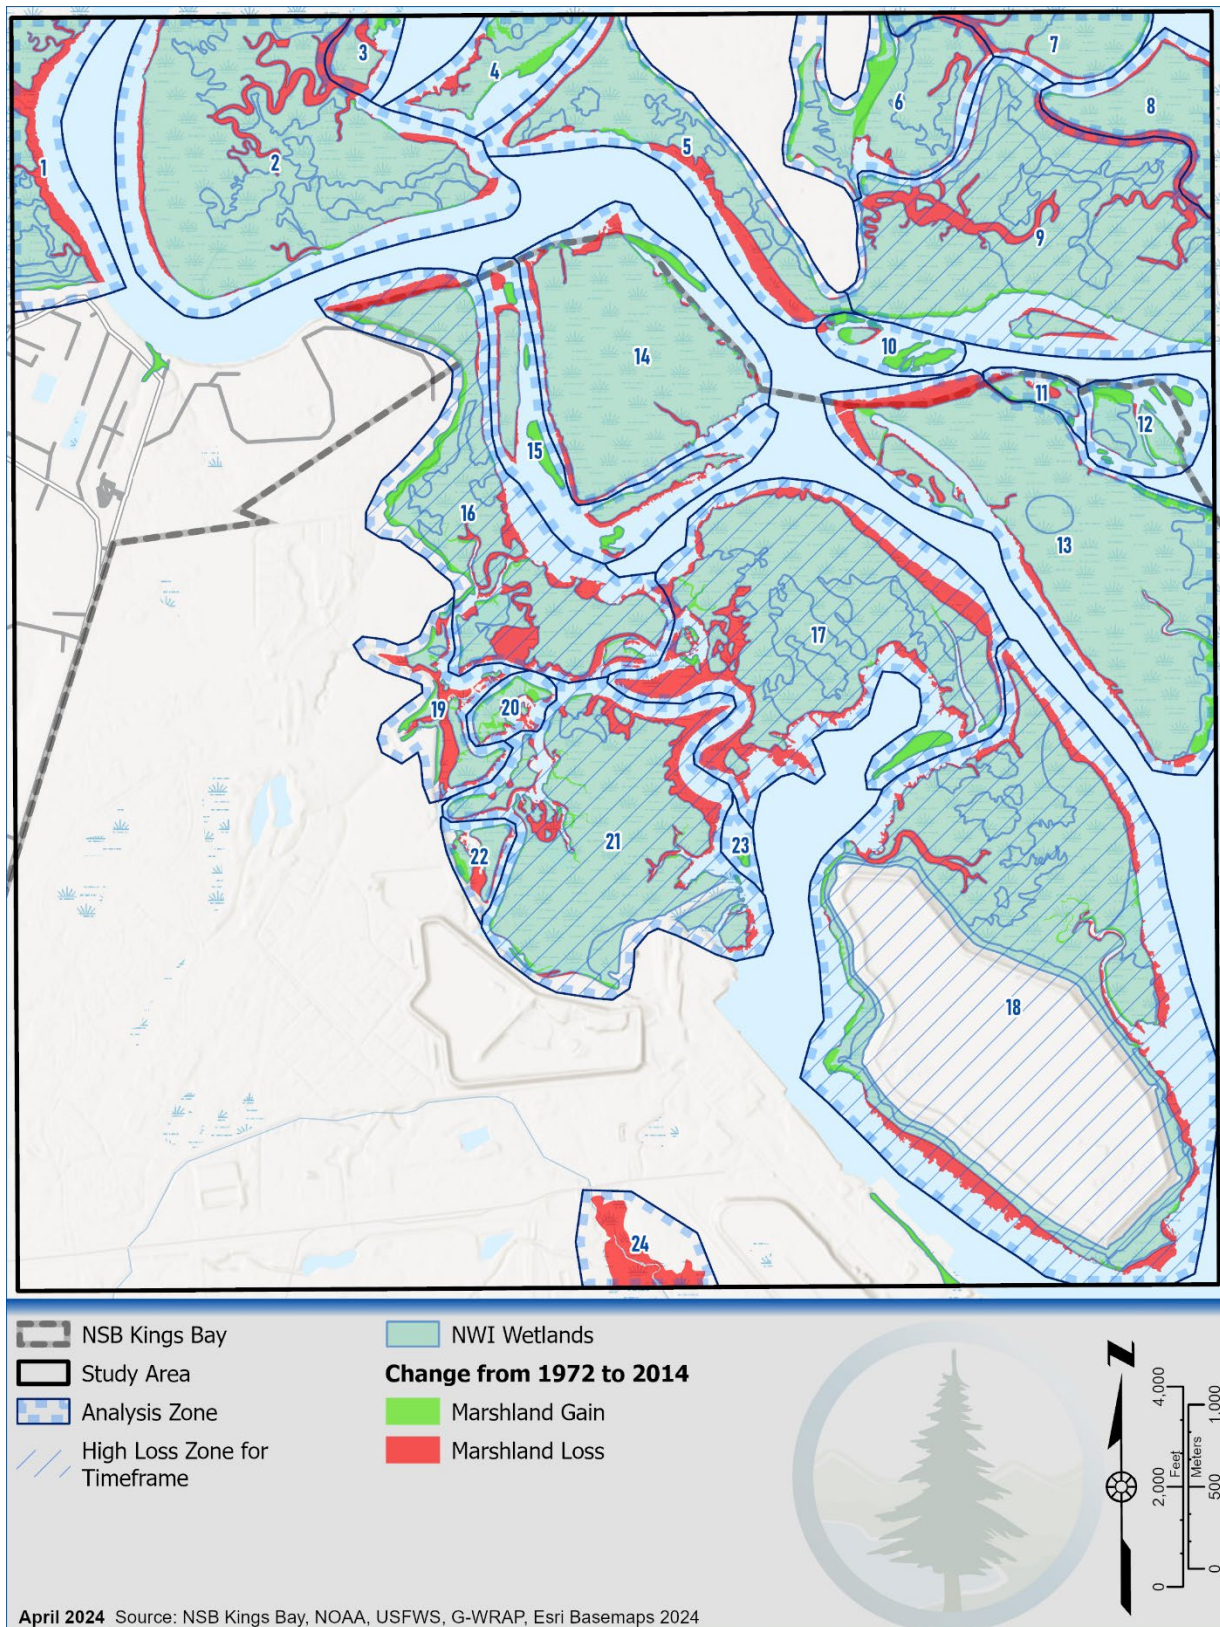 3
4
7
6
8
5
1
2
9
10
14
11
12
15
16
13
17
19
20
21
23
22
18
24
NSB Kings Bay
Study Area
Analysis Zone
High Loss Zone for
Timeframe
NWI Wetlands
Change from 1972 to 2014
Marshland Gain
Marshland Loss
N
0 2,000 4,000
Feet
Meters
0 500 1,000
April 2024 Source: NSB Kings Bay, NOAA, USFWS, G-WRAP, Esri Basemaps 2024